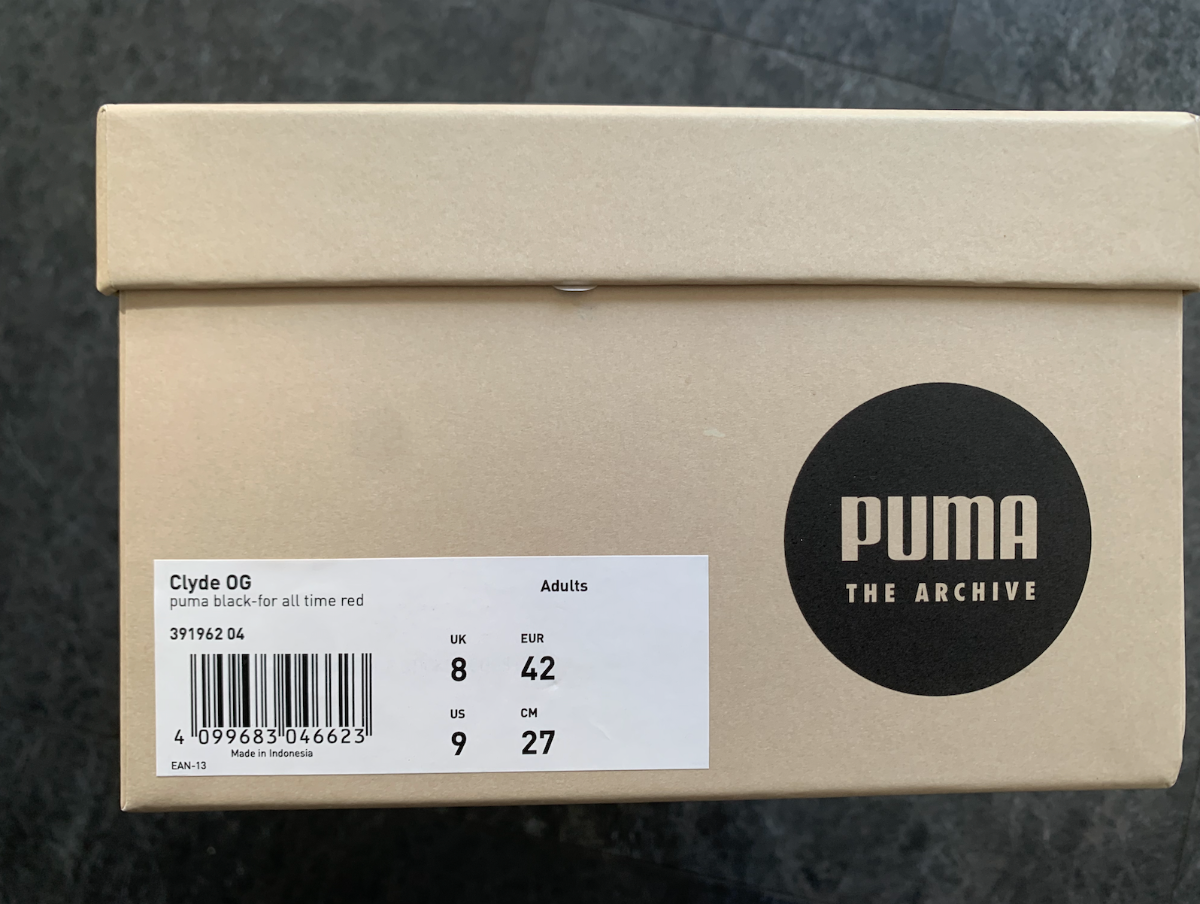 Clyde OG
puma black-for all time red
Adults
391962 04
UK
8
EUR
42
US
9
CM
27
4 099683 046623
Made in Indonesia
EAN-13
PUMA
THE ARCHIVE